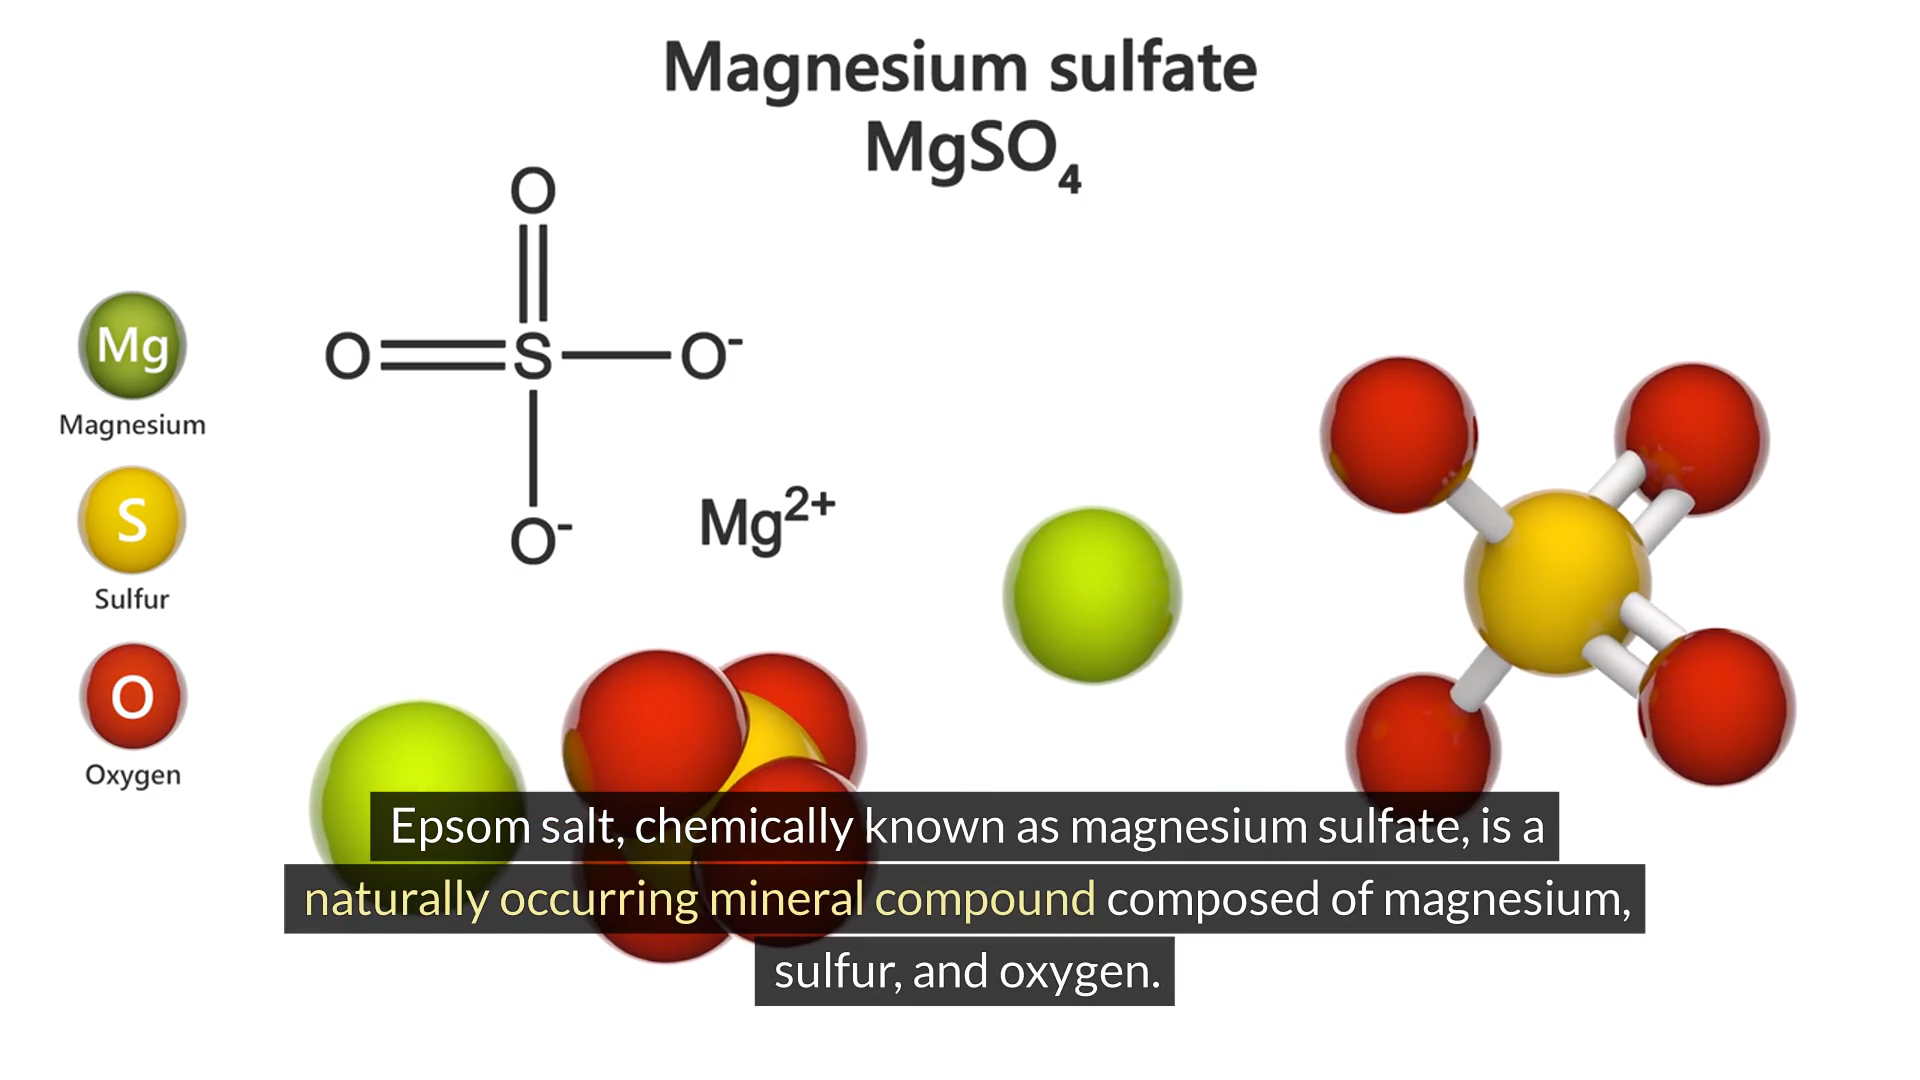 Magnesium sulfate
MgSO₄
O
O S O⁻
O⁻
Mg²⁺
Mg
Magnesium
S
Sulfur
O
Oxygen
Epsom salt, chemically known as magnesium sulfate, is a
naturally occurring mineral compound composed of magnesium,
sulfur, and oxygen.